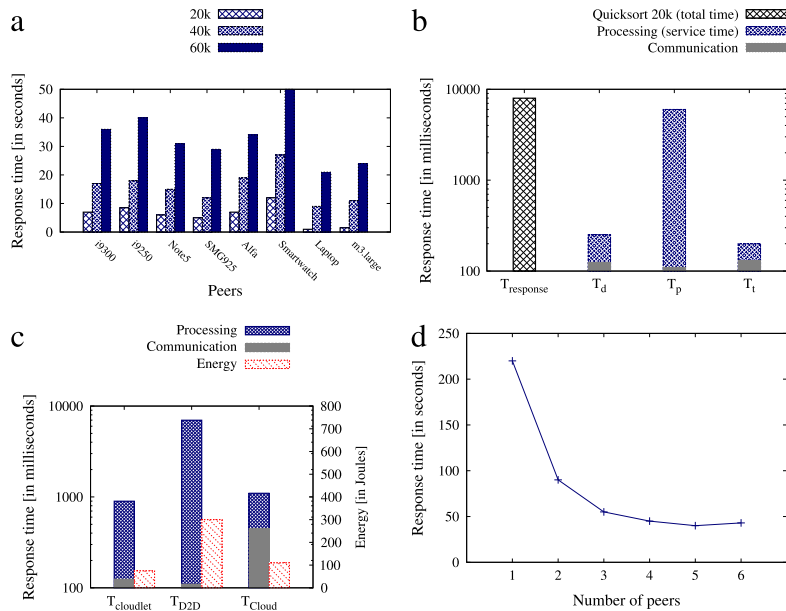 a
20k
40k
60k
Response time [in seconds]
50
40
30
20
10
0
i9300
i9250
Note5
SMG925
Alfa
Smartwatch
Laptop
m3.large
Peers
b
Quicksort 20k (total time)
Processing (service time)
Communication
Response time [in milliseconds]
10000
1000
100
Tresponse
Td
Tp
Tt
c
Processing
Communication
Energy
Response time [in milliseconds]
10000
1000
100
Tcloudlet
TD2D
TCloud
800
700
600
500
400
300
200
100
0
Energy [in Joules]
d
Response time [in seconds]
250
200
150
100
50
0
1 2 3 4 5 6
Number of peers